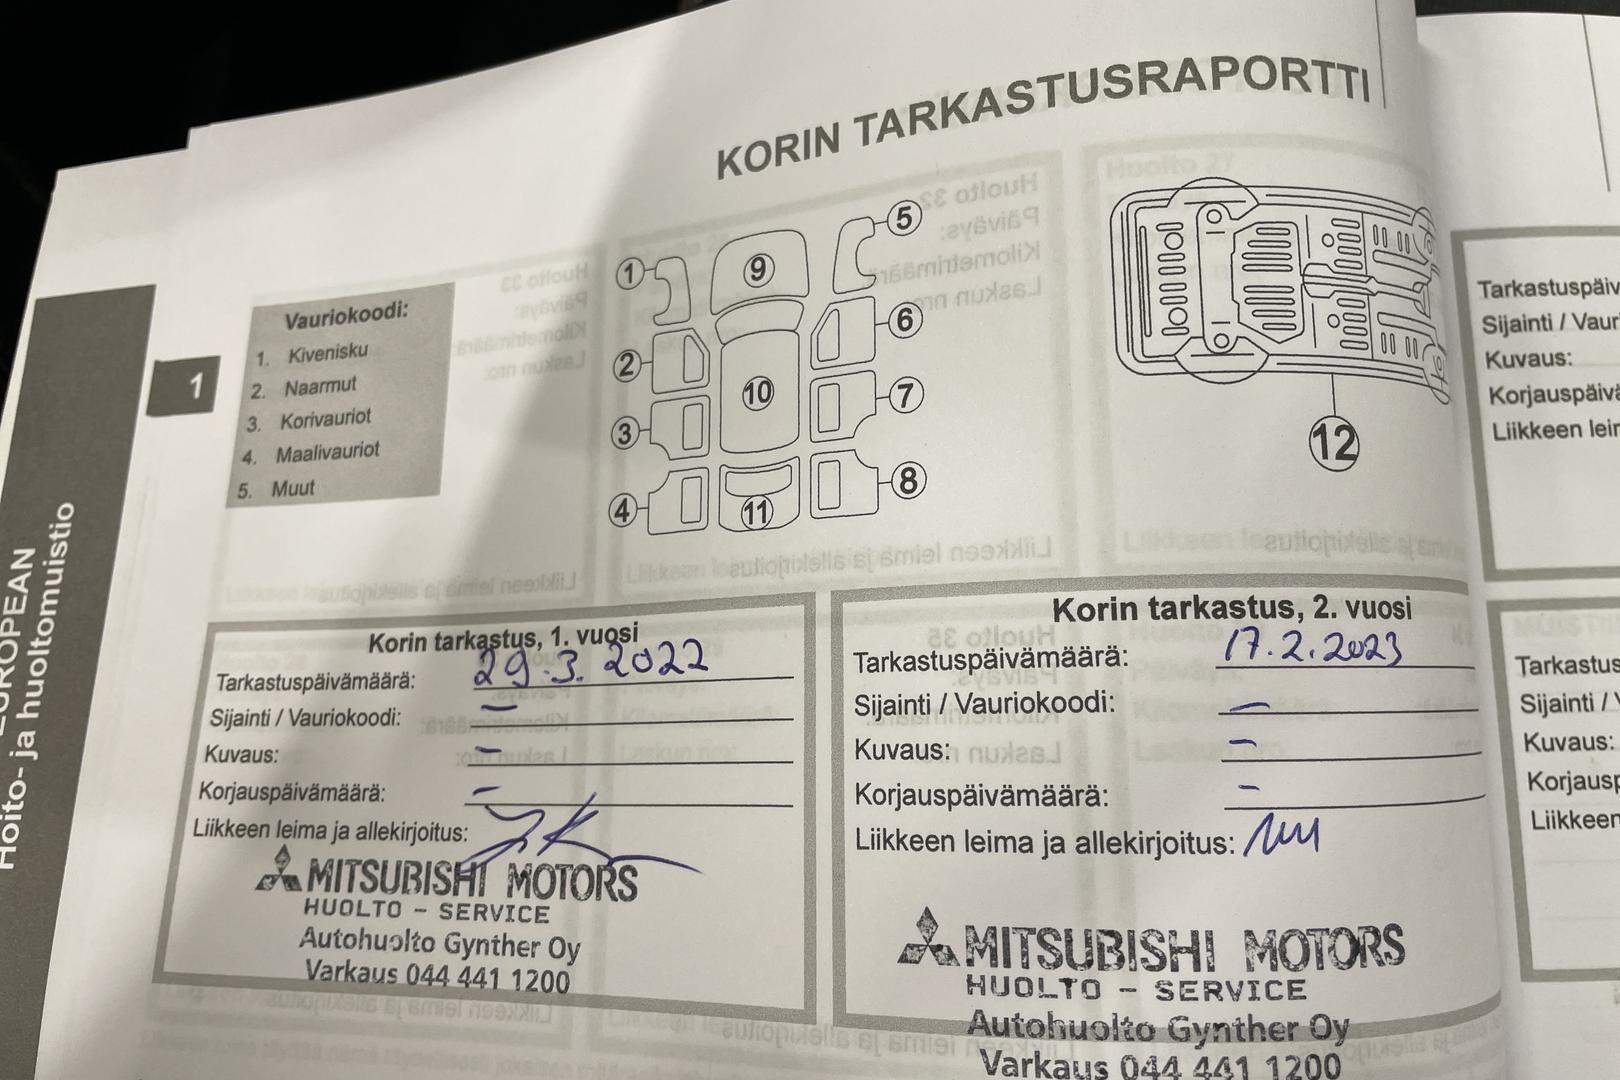 KORIN TARKASTUSRAPORTTI
Vauriokoodi:
1. Kivenisku
2. Naarmut
3. Korivauriot
4. Maalivauriot
5. Muut
1
1
2
3
4
5
6
7
8
9
10
11
12
EUROPEAN
Hoito- ja huoltomuistio
Korin tarkastus, 1. vuosi
Tarkastuspäivämäärä: 29.3.2022
Sijainti / Vauriokoodi: –
Kuvaus: –
Korjauspäivämäärä: –
Liikkeen leima ja allekirjoitus:
MITSUBISHI MOTORS
HUOLTO - SERVICE
Autohuolto Gynther Oy
Varkaus 044 441 1200
Korin tarkastus, 2. vuosi
Tarkastuspäivämäärä: 17.2.2023
Sijainti / Vauriokoodi: –
Kuvaus: –
Korjauspäivämäärä: –
Liikkeen leima ja allekirjoitus:
MITSUBISHI MOTORS
HUOLTO - SERVICE
Autohuolto Gynther Oy
Varkaus 044 441 1200
Tarkastuspäiv
Sijainti / Vaur
Kuvaus:
Korjauspäivä
Liikkeen leir
Tarkastus
Sijainti /
Kuvaus:
Korjausp
Liikkeen